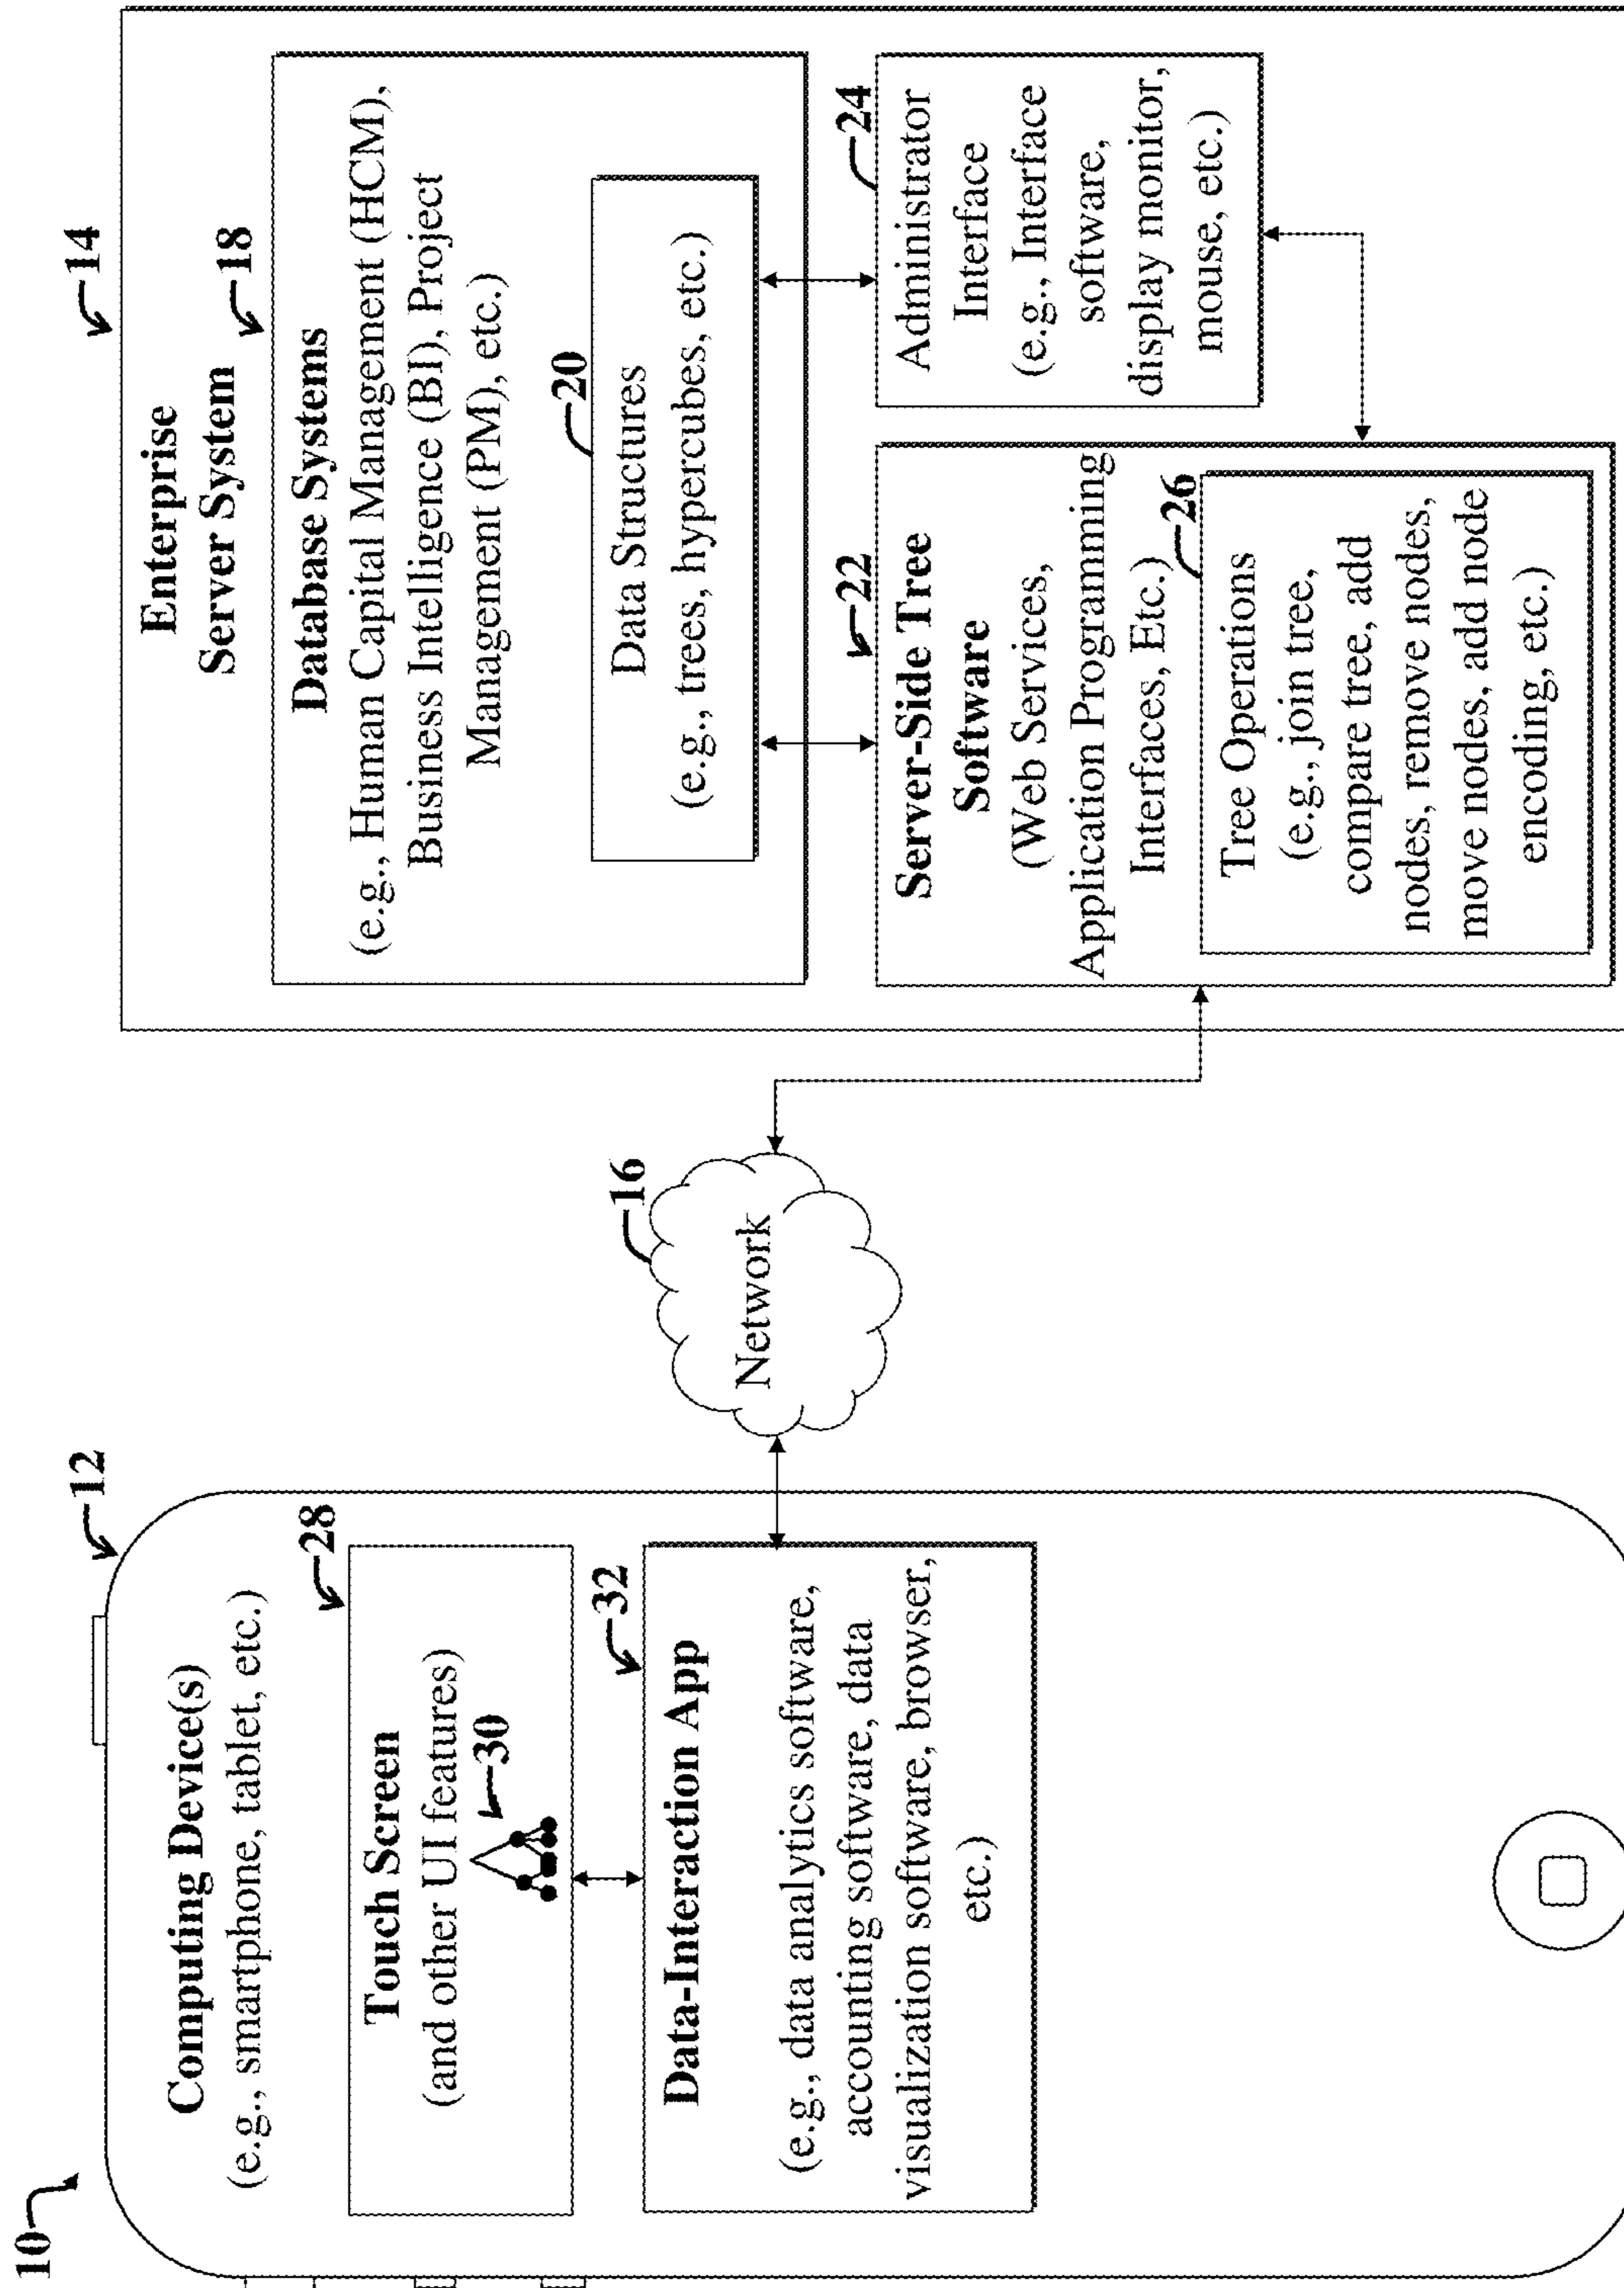 10
12
Computing Device(s)
(e.g., smartphone, tablet, etc.)
28
Touch Screen
(and other UI features)
30
32
Data-Interaction App
(e.g., data analytics software,
accounting software, data
visualization software, browser,
etc.)
16
Network
14
Enterprise
Server System
18
Database Systems
(e.g., Human Capital Management (HCM),
Business Intelligence (BI), Project
Management (PM), etc.)
20
Data Structures
(e.g., trees, hypercubes, etc.)
22
Server-Side Tree
Software
(Web Services,
Application Programming
Interfaces, Etc.)
26
Tree Operations
(e.g., join tree,
compare tree, add
nodes, remove nodes,
move nodes, add node
encoding, etc.)
24
Administrator
Interface
(e.g., Interface
software,
display monitor,
mouse, etc.)